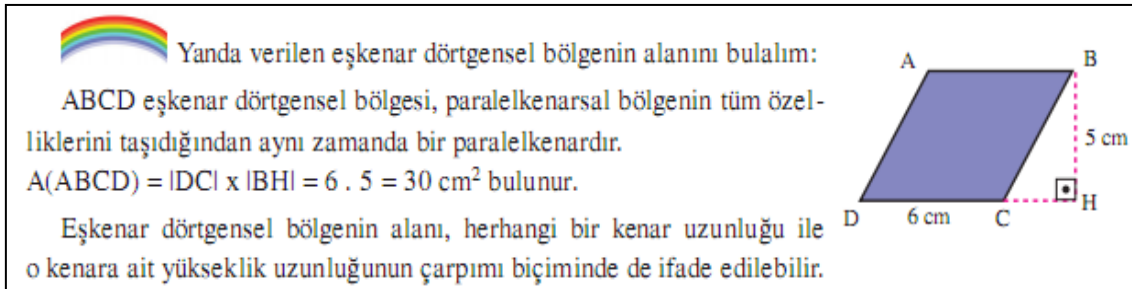 Yanda verilen eşkenar dörtgensel bölgenin alanını bulalım:
ABCD eşkenar dörtgensel bölgesi, paralelkenarsal bölgenin tüm özel-
liklerini taşıdığından aynı zamanda bir paralelkenardır.
A(ABCD) = |DC| x |BH| = 6 . 5 = 30 cm² bulunur.
Eşkenar dörtgensel bölgenin alanı, herhangi bir kenar uzunluğu ile
o kenara ait yükseklik uzunluğunun çarpımı biçiminde de ifade edilebilir.
A B
5 cm
H
D 6 cm C